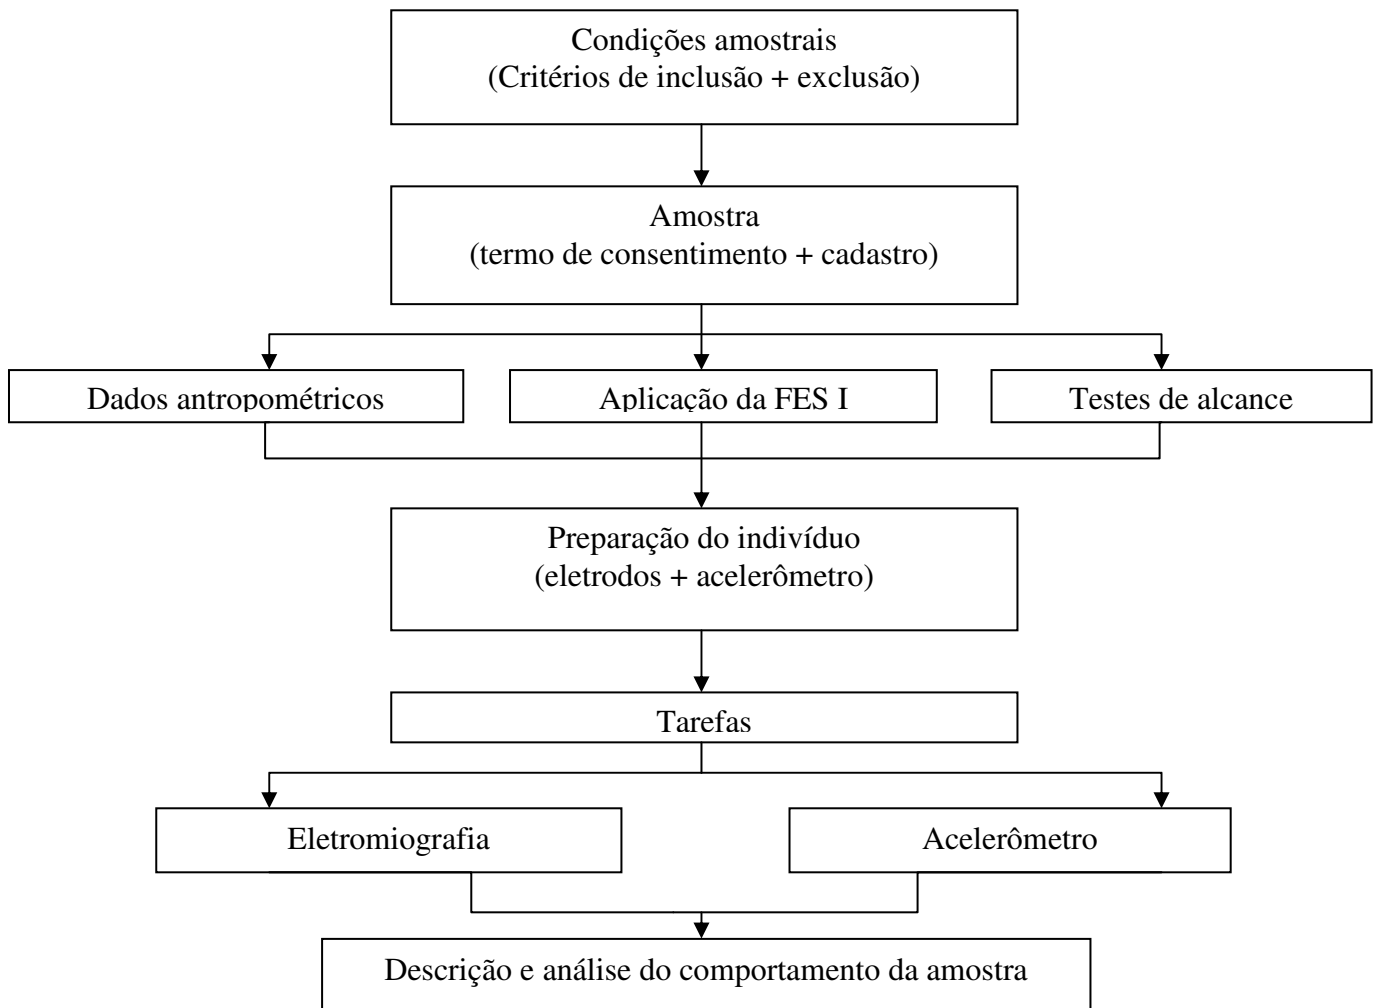 Condições amostrais
(Critérios de inclusão + exclusão)
Amostra
(termo de consentimento + cadastro)
Dados antropométricos
Aplicação da FES I
Testes de alcance
Preparação do indivíduo
(eletrodos + acelerômetro)
Tarefas
Eletromiografia
Acelerômetro
Descrição e análise do comportamento da amostra